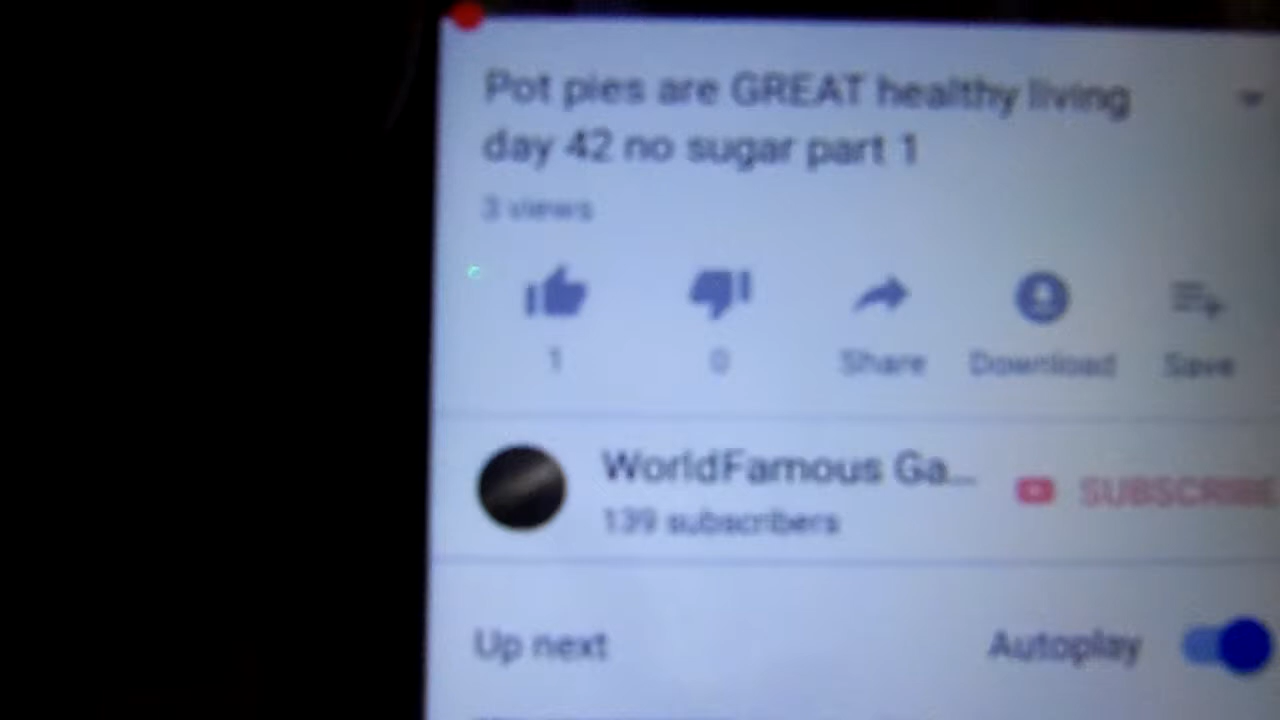 Pot pies are GREAT healthy living
day 42 no sugar part 1
3 views
1 0 Share Download Save
WorldFamous Ga... SUBSCRIBE
139 subscribers
Up next Autoplay